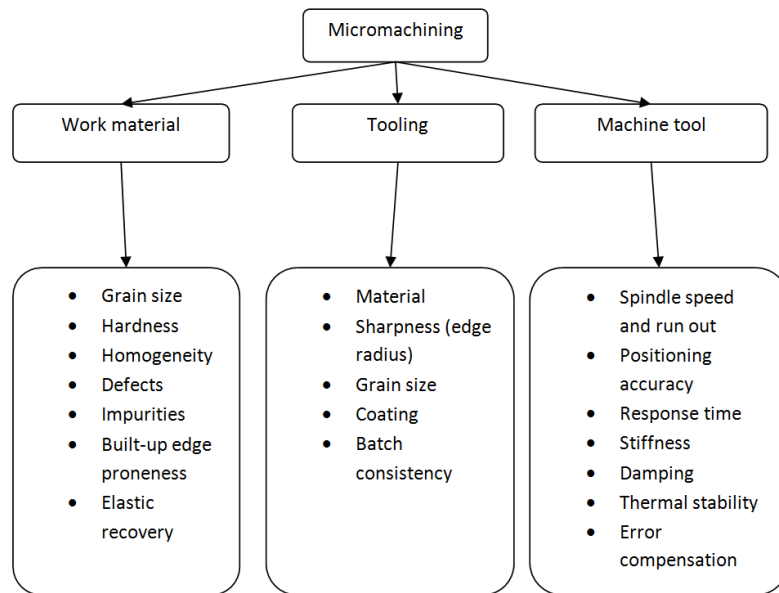 Micromachining
Work material
Tooling
Machine tool
• Grain size
• Hardness
• Homogeneity
• Defects
• Impurities
• Built-up edge
proneness
• Elastic
recovery
• Material
• Sharpness (edge
radius)
• Grain size
• Coating
• Batch
consistency
• Spindle speed
and run out
• Positioning
accuracy
• Response time
• Stiffness
• Damping
• Thermal stability
• Error
compensation